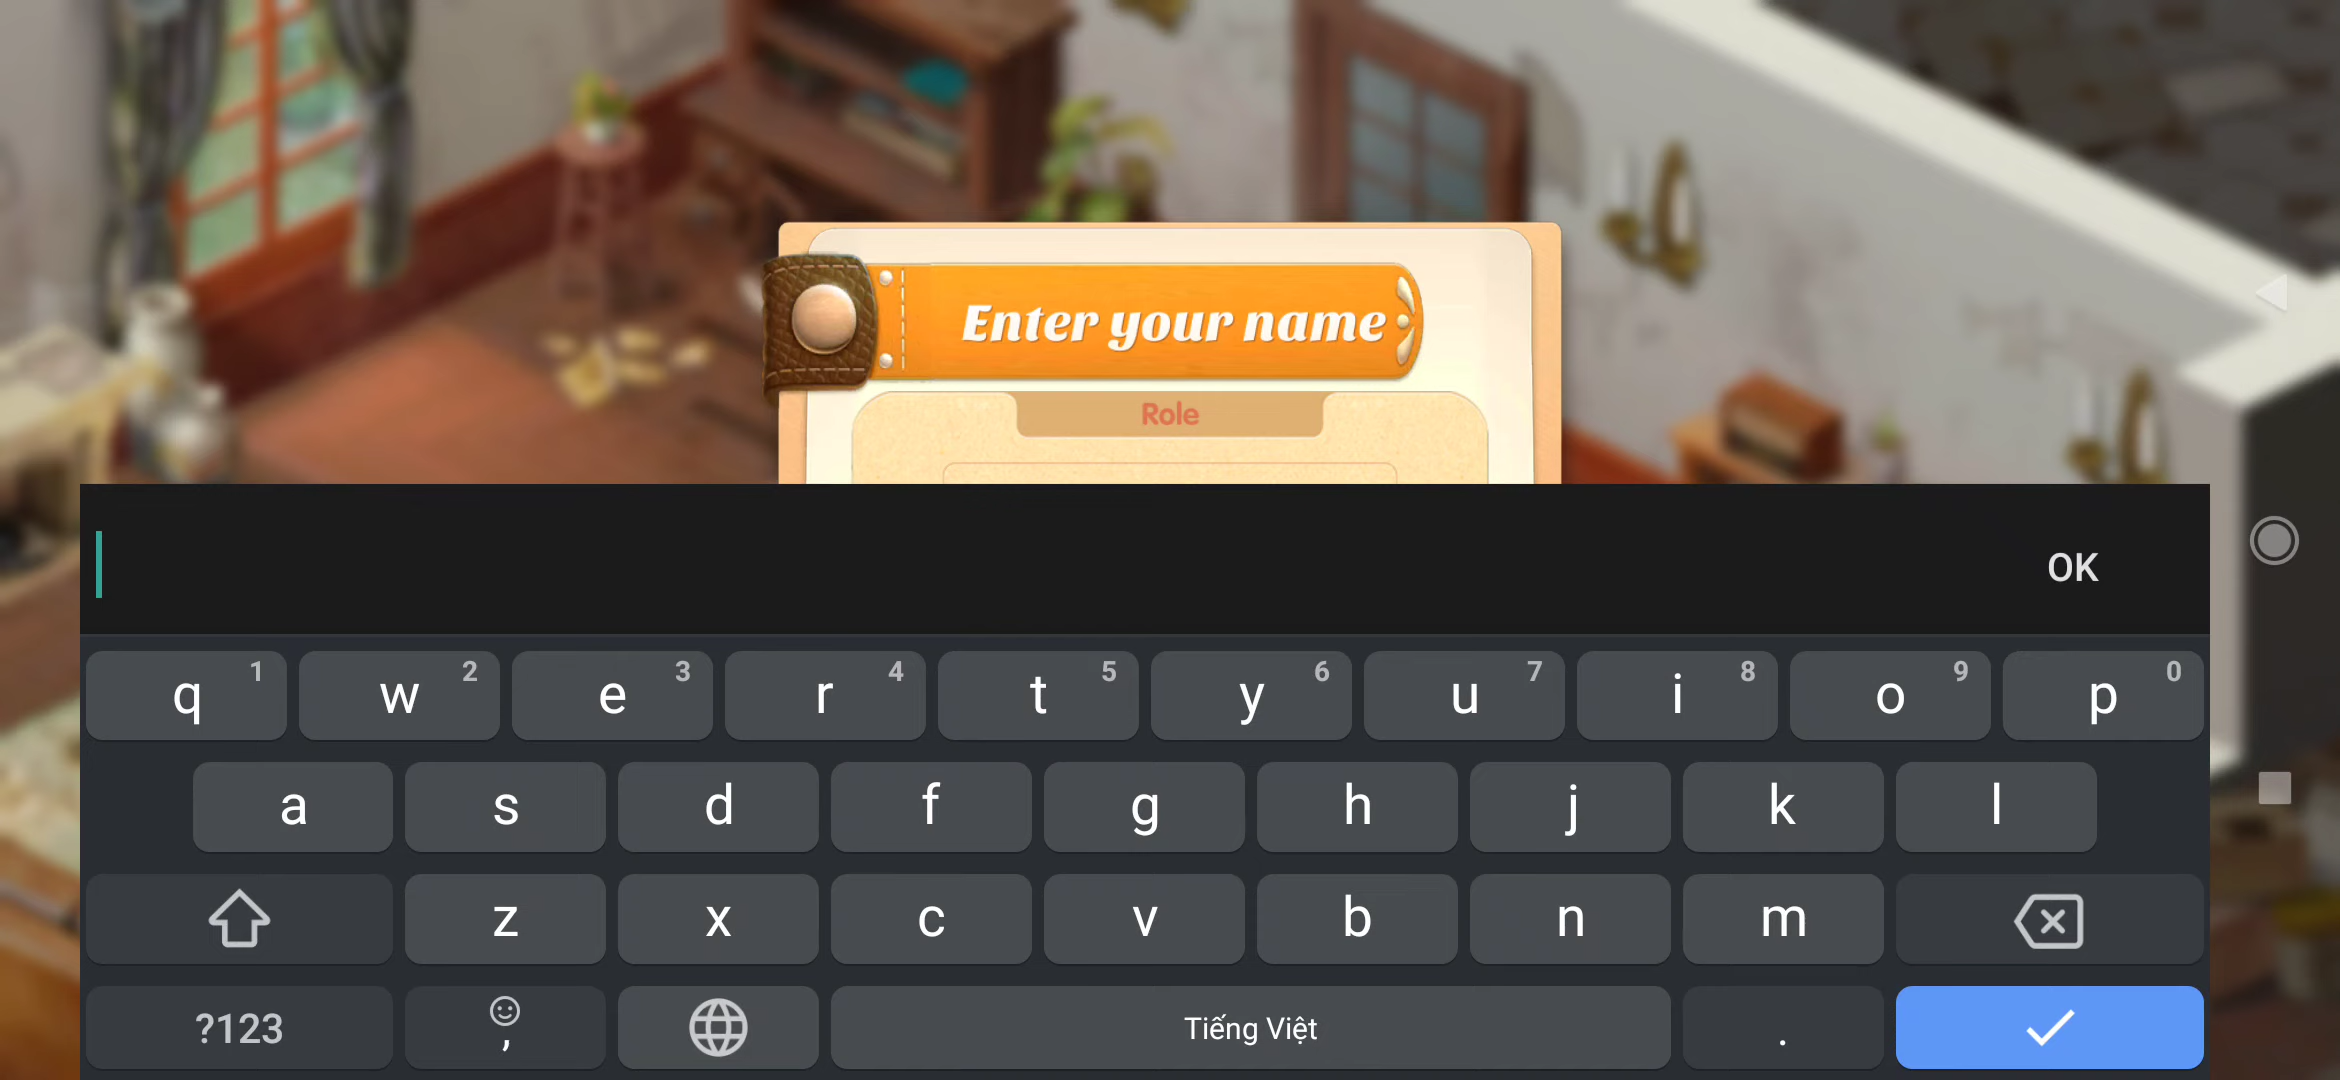 Enter your name
Role
OK
q 1 w 2 e 3 r 4 t 5 y 6 u 7 i 8 o 9 p 0
a s d f g h j k l
z x c v b n m
?123 , Tiếng Việt .